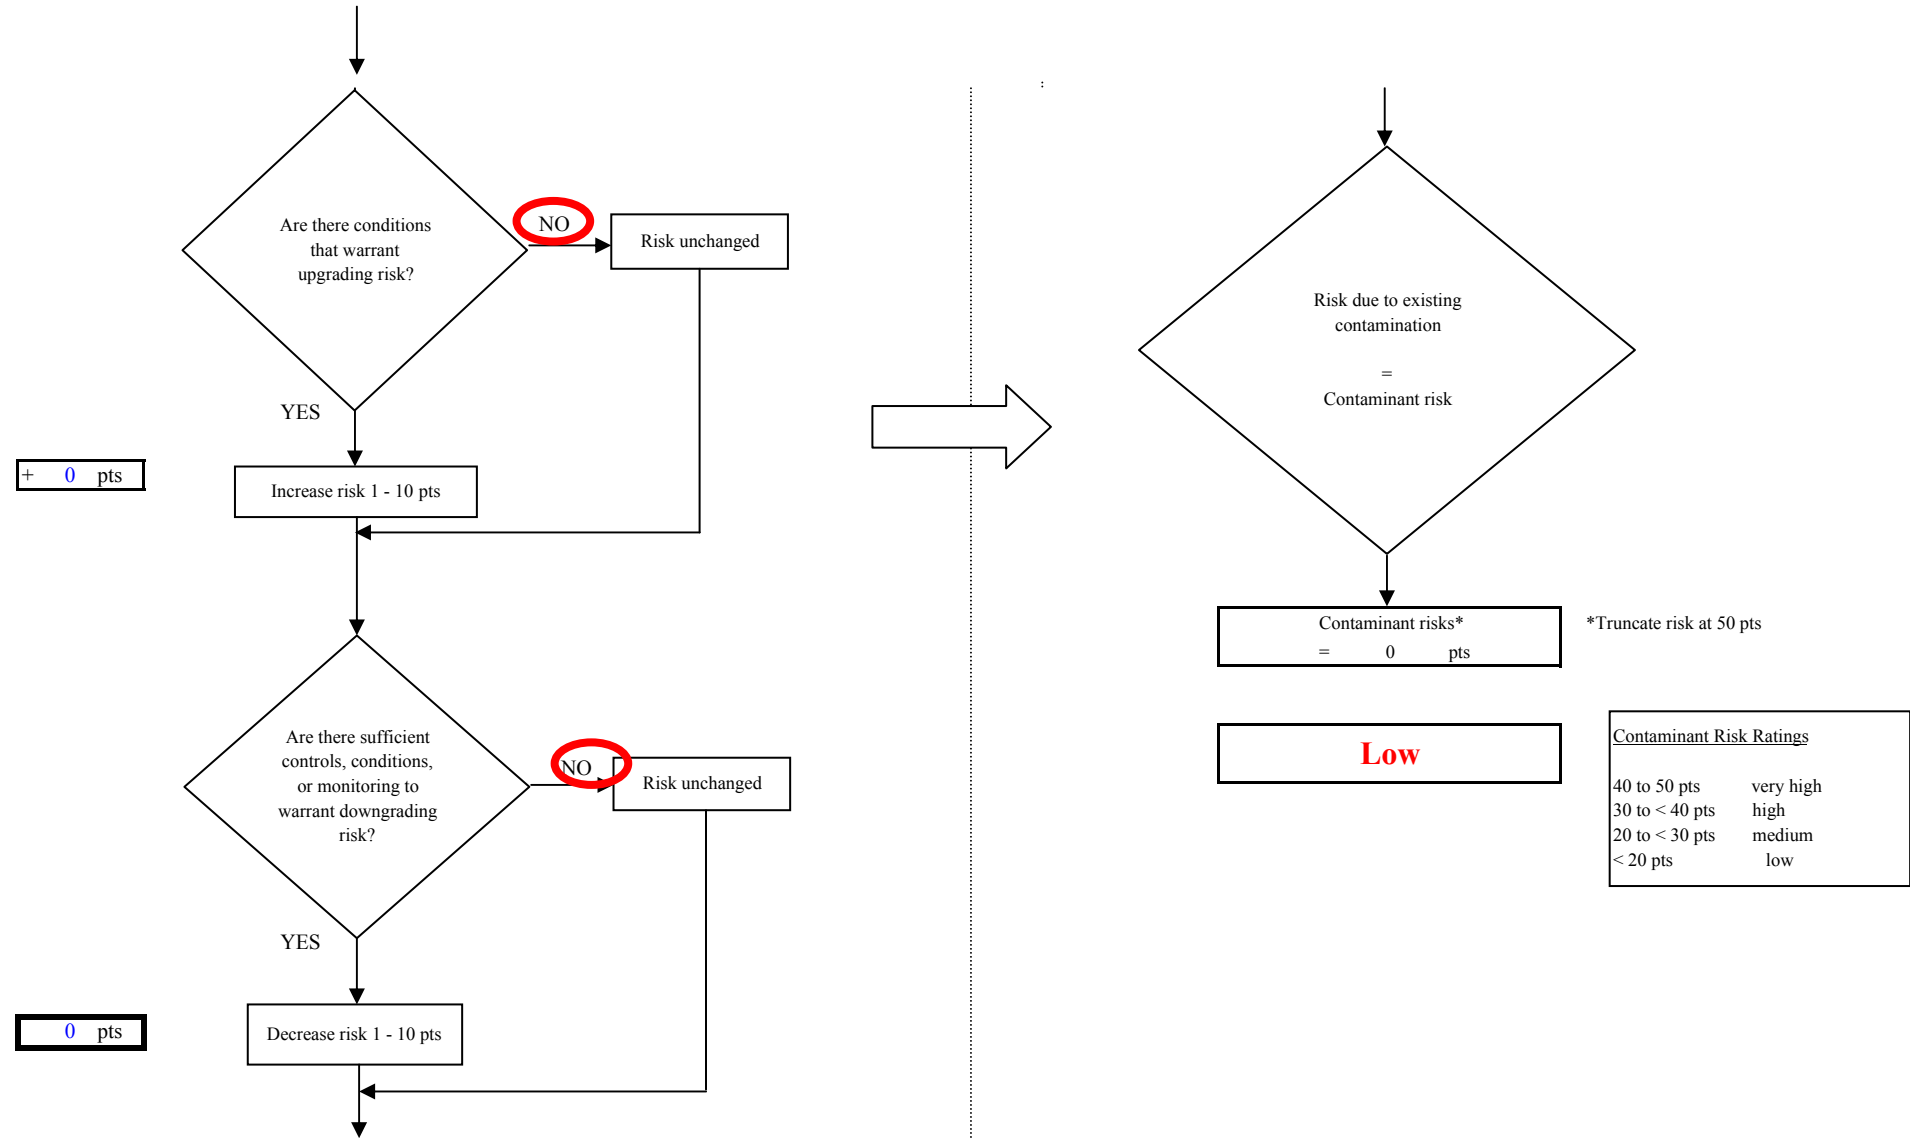 :
Are there conditions
that warrant
upgrading risk?
NO
Risk unchanged
YES
+ 0 pts
Increase risk 1 - 10 pts
Are there sufficient
controls, conditions,
or monitoring to
warrant downgrading
risk?
NO
Risk unchanged
YES
0 pts
Decrease risk 1 - 10 pts
Risk due to existing
contamination
=
Contaminant risk
Contaminant risks*
= 0 pts
*Truncate risk at 50 pts
Low
Contaminant Risk Ratings
40 to 50 pts very high
30 to < 40 pts high
20 to < 30 pts medium
< 20 pts low